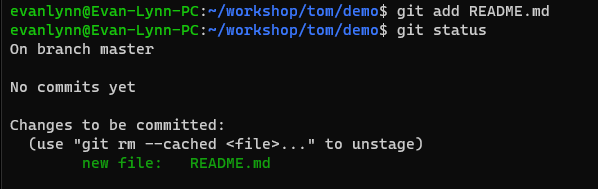 evanlynn@Evan-Lynn-PC:~/workshop/tom/demo$ git add README.md
evanlynn@Evan-Lynn-PC:~/workshop/tom/demo$ git status
On branch master
No commits yet
Changes to be committed:
(use "git rm --cached <file>..." to unstage)
new file:   README.md